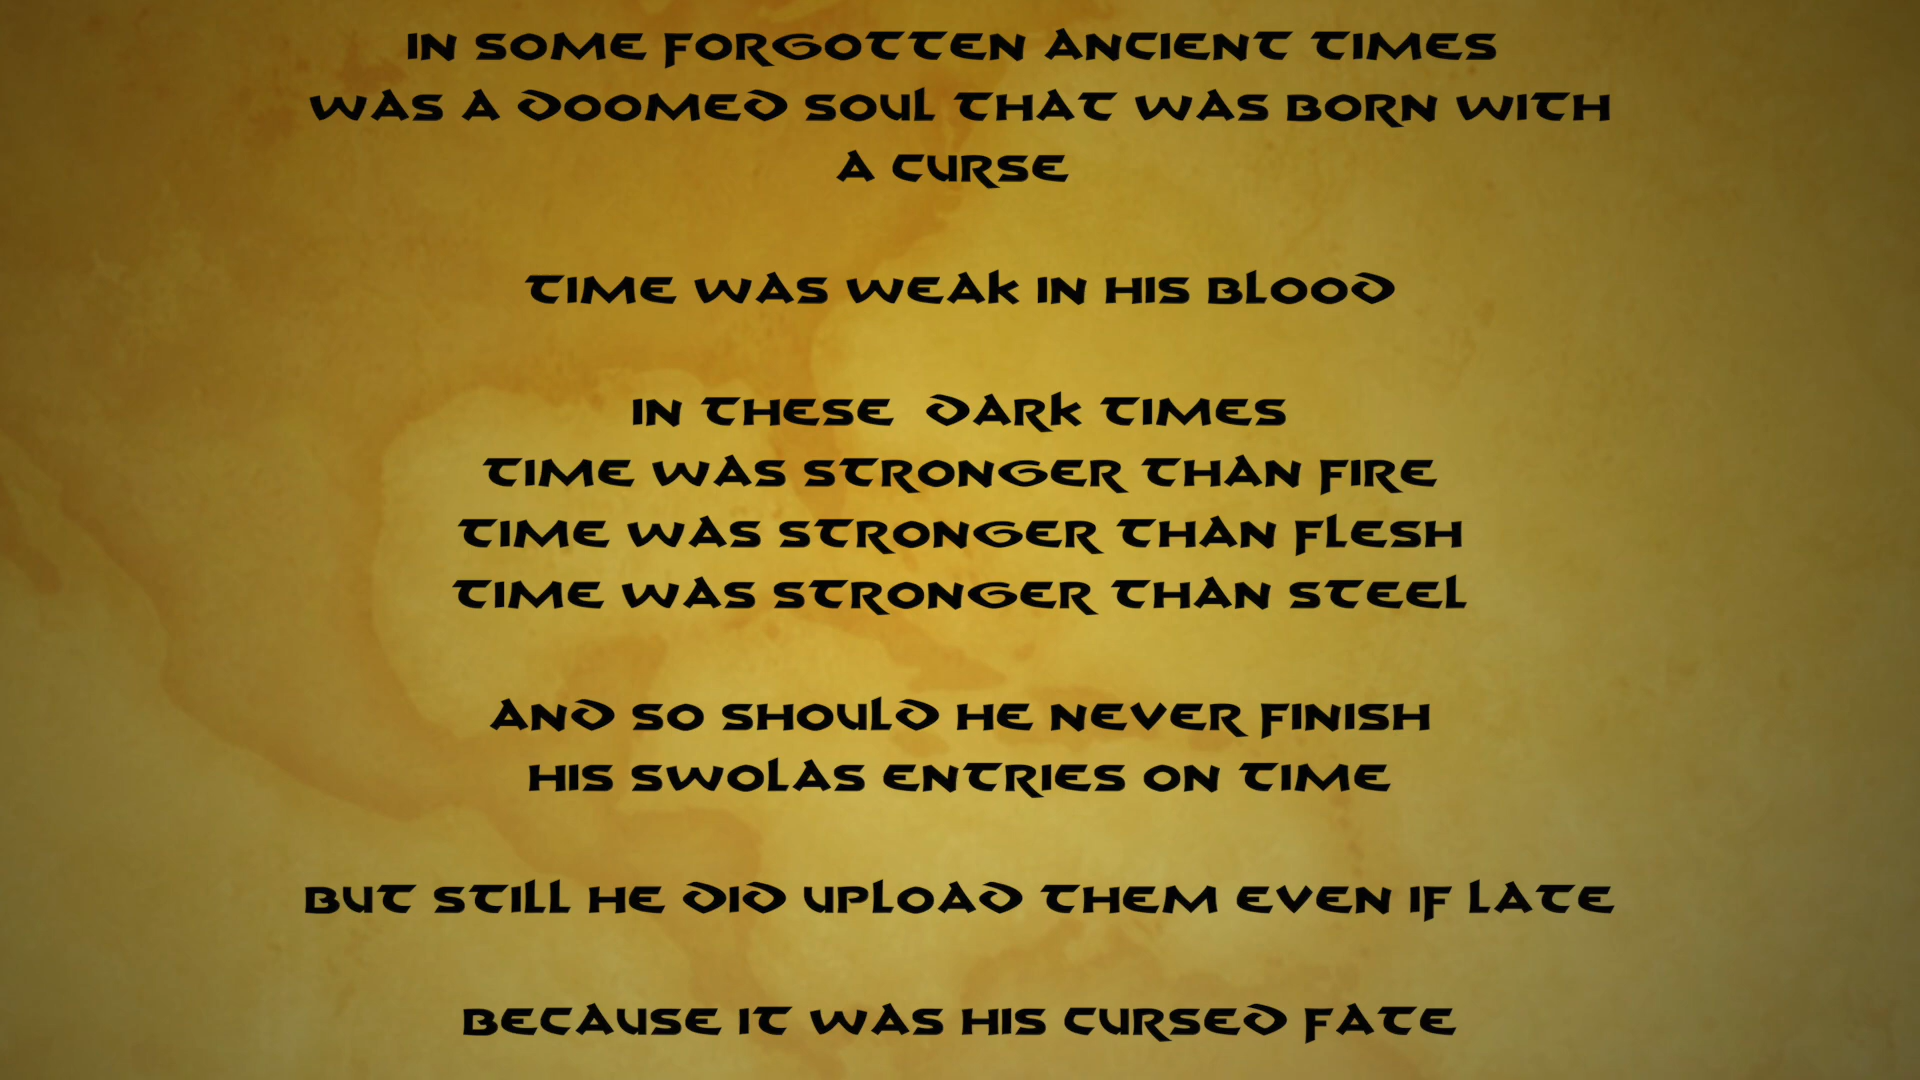 IN SOME FORGOTTEN ANCIENT TIMES
WAS A DOOMED SOUL THAT WAS BORN WITH
A CURSE
TIME WAS WEAK IN HIS BLOOD
IN THESE DARK TIMES
TIME WAS STRONGER THAN FIRE
TIME WAS STRONGER THAN FLESH
TIME WAS STRONGER THAN STEEL
AND SO SHOULD HE NEVER FINISH
HIS SWOLAS ENTRIES ON TIME
BUT STILL HE DID UPLOAD THEM EVEN IF LATE
BECAUSE IT WAS HIS CURSED FATE